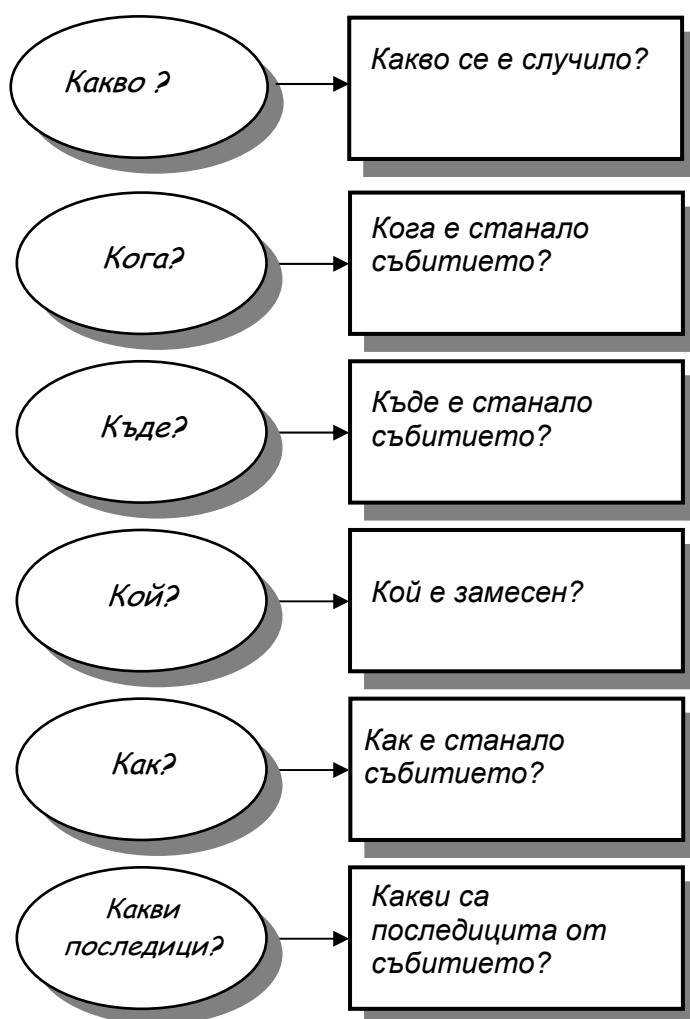 Какво ?
Какво се е случило?
Кога?
Кога е станало
събитието?
Къде?
Къде е станало
събитието?
Кой?
Кой е замесен?
Как?
Как е станало
събитието?
Какви
последици?
Какви са
последицита от
събитието?